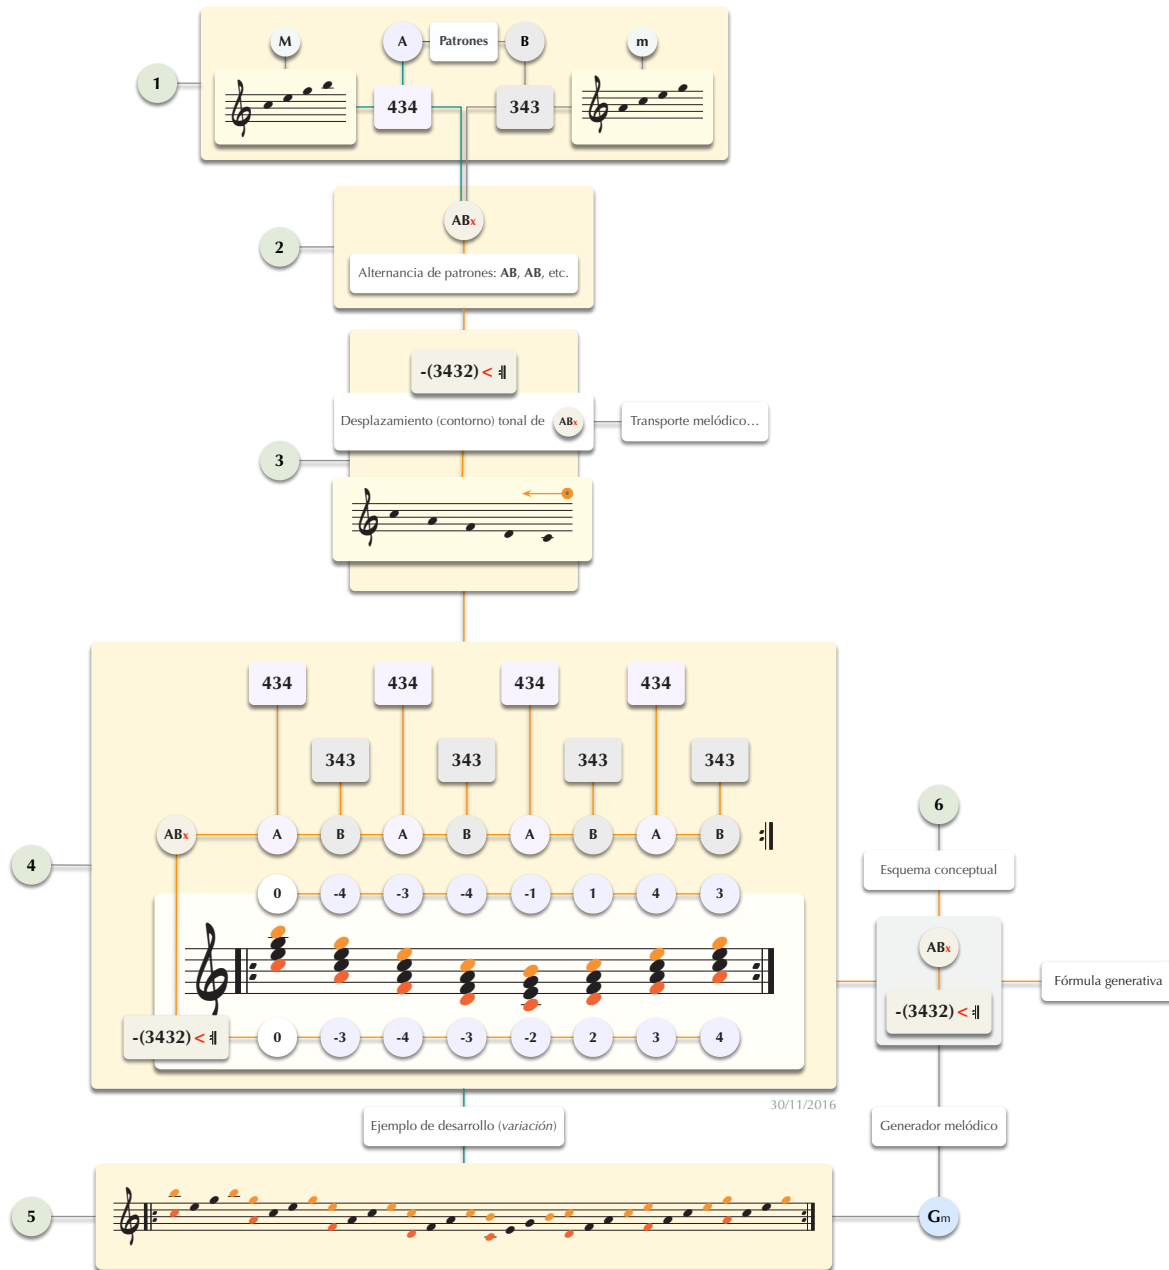 M
A
Patrones
B
m
1
434
343
ABx
2
Alternancia de patrones: AB, AB, etc.
-(3432) <
Desplazamiento (contorno) tonal de ABx
Transporte melódico...
3
434 434 434 434
343 343 343 343
ABx A B A B A B A B
4
0 -4 -3 -4 -1 1 4 3
-(3432) < 0 -3 -4 -3 -2 2 3 4
6
Esquema conceptual
ABx
-(3432) <
Fórmula generativa
30/11/2016
Ejemplo de desarrollo (variación)
Generador melódico
5
Gm